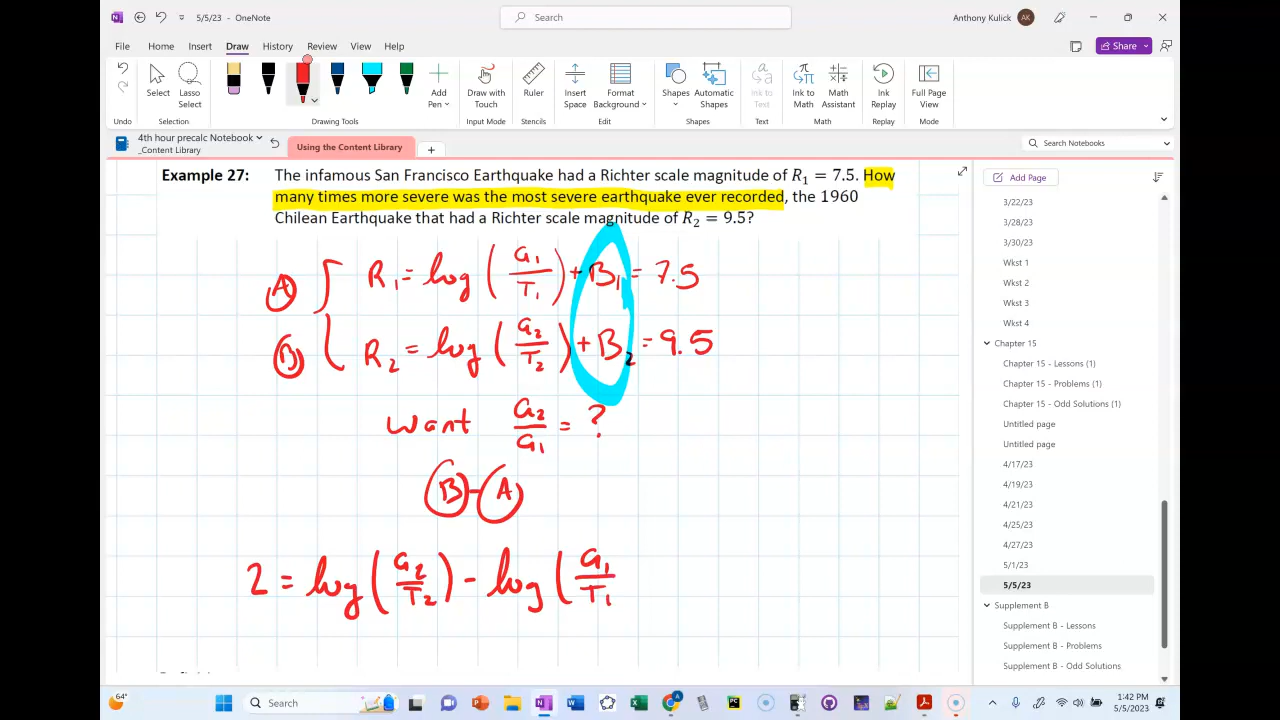 5/5/23 - OneNote
Search
Anthony Kulick
AK
File Home Insert Draw History Review View Help
Share
Select
Lasso Select
Add Pen
Draw with Touch
Ruler
Insert Space
Format Background
Shapes
Automatic Shapes
Ink to Text
Ink to Math
Math Assistant
Ink Replay
Full Page View
Undo
Selection
Drawing Tools
Input Mode
Stencils
Edit
Shapes
Text
Math
Replay
Mode
4th hour precalc Notebook
_Content Library
Using the Content Library
Search Notebooks
Example 27: The infamous San Francisco Earthquake had a Richter scale magnitude of R₁ = 7.5. How
many times more severe was the most severe earthquake ever recorded, the 1960
Chilean Earthquake that had a Richter scale magnitude of R₂ = 9.5?
A R₁ = log (a₁/T₁) + B₁ = 7.5
B R₂ = log (a₂/T₂) + B₂ = 9.5
want a₂/a₁ = ?
B - A
2 = log (a₂/T₂) - log (a₁/T₁
Add Page
3/22/23
3/28/23
3/30/23
Wkst 1
Wkst 2
Wkst 3
Wkst 4
Chapter 15
Chapter 15 - Lessons (1)
Chapter 15 - Problems (1)
Chapter 15 - Odd Solutions (1)
Untitled page
Untitled page
4/17/23
4/19/23
4/21/23
4/25/23
4/27/23
5/1/23
5/5/23
Supplement B
Supplement B - Lessons
Supplement B - Problems
Supplement B - Odd Solutions
64°
Search
1:42 PM
5/5/2023